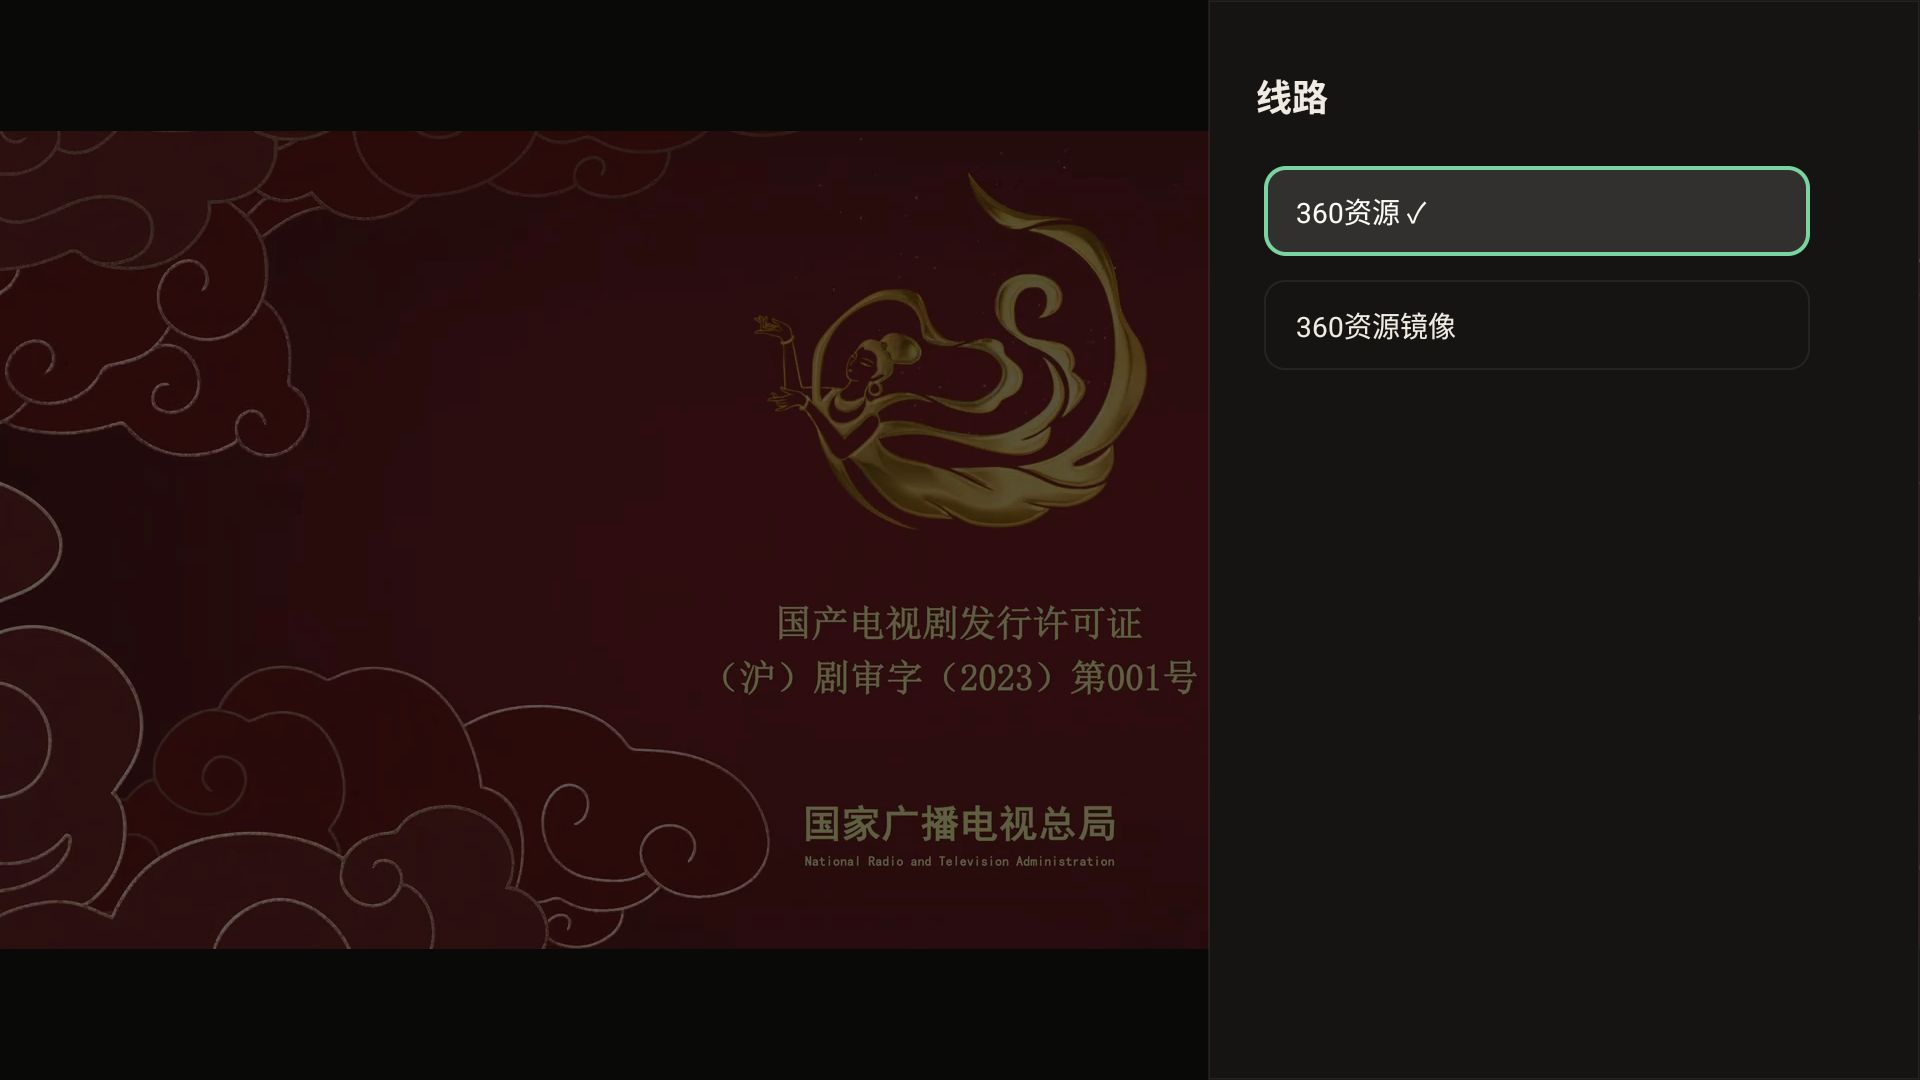 国产电视剧发行许可证
（沪）剧审字（2023）第001号
国家广播电视总局
National Radio and Television Administration
线路
360资源 ✓
360资源镜像